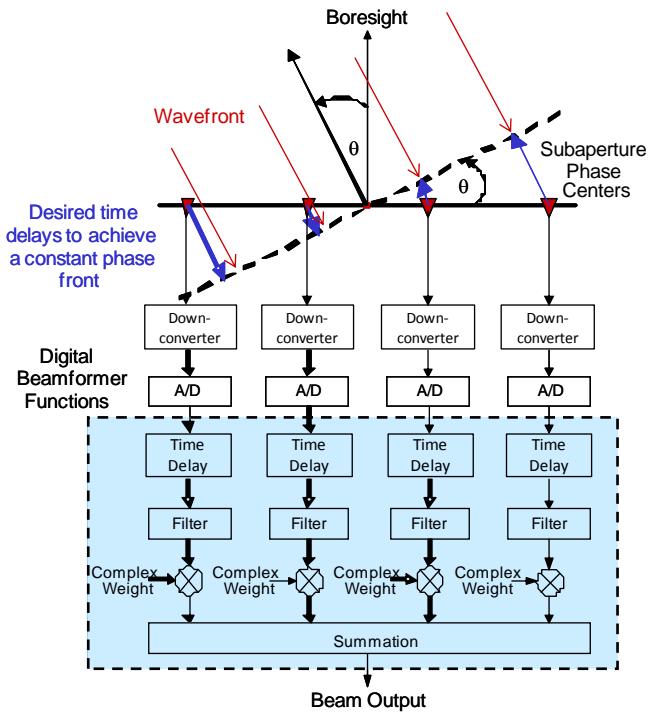 Boresight
Wavefront
θ
θ
Subaperture
Phase
Centers
Desired time
delays to achieve
a constant phase
front
Down-
converter
Down-
converter
Down-
converter
Down-
converter
Digital
Beamformer
Functions
A/D
A/D
A/D
A/D
Time
Delay
Time
Delay
Time
Delay
Time
Delay
Filter
Filter
Filter
Filter
Complex
Weight
Complex
Weight
Complex
Weight
Complex
Weight
Summation
Beam Output